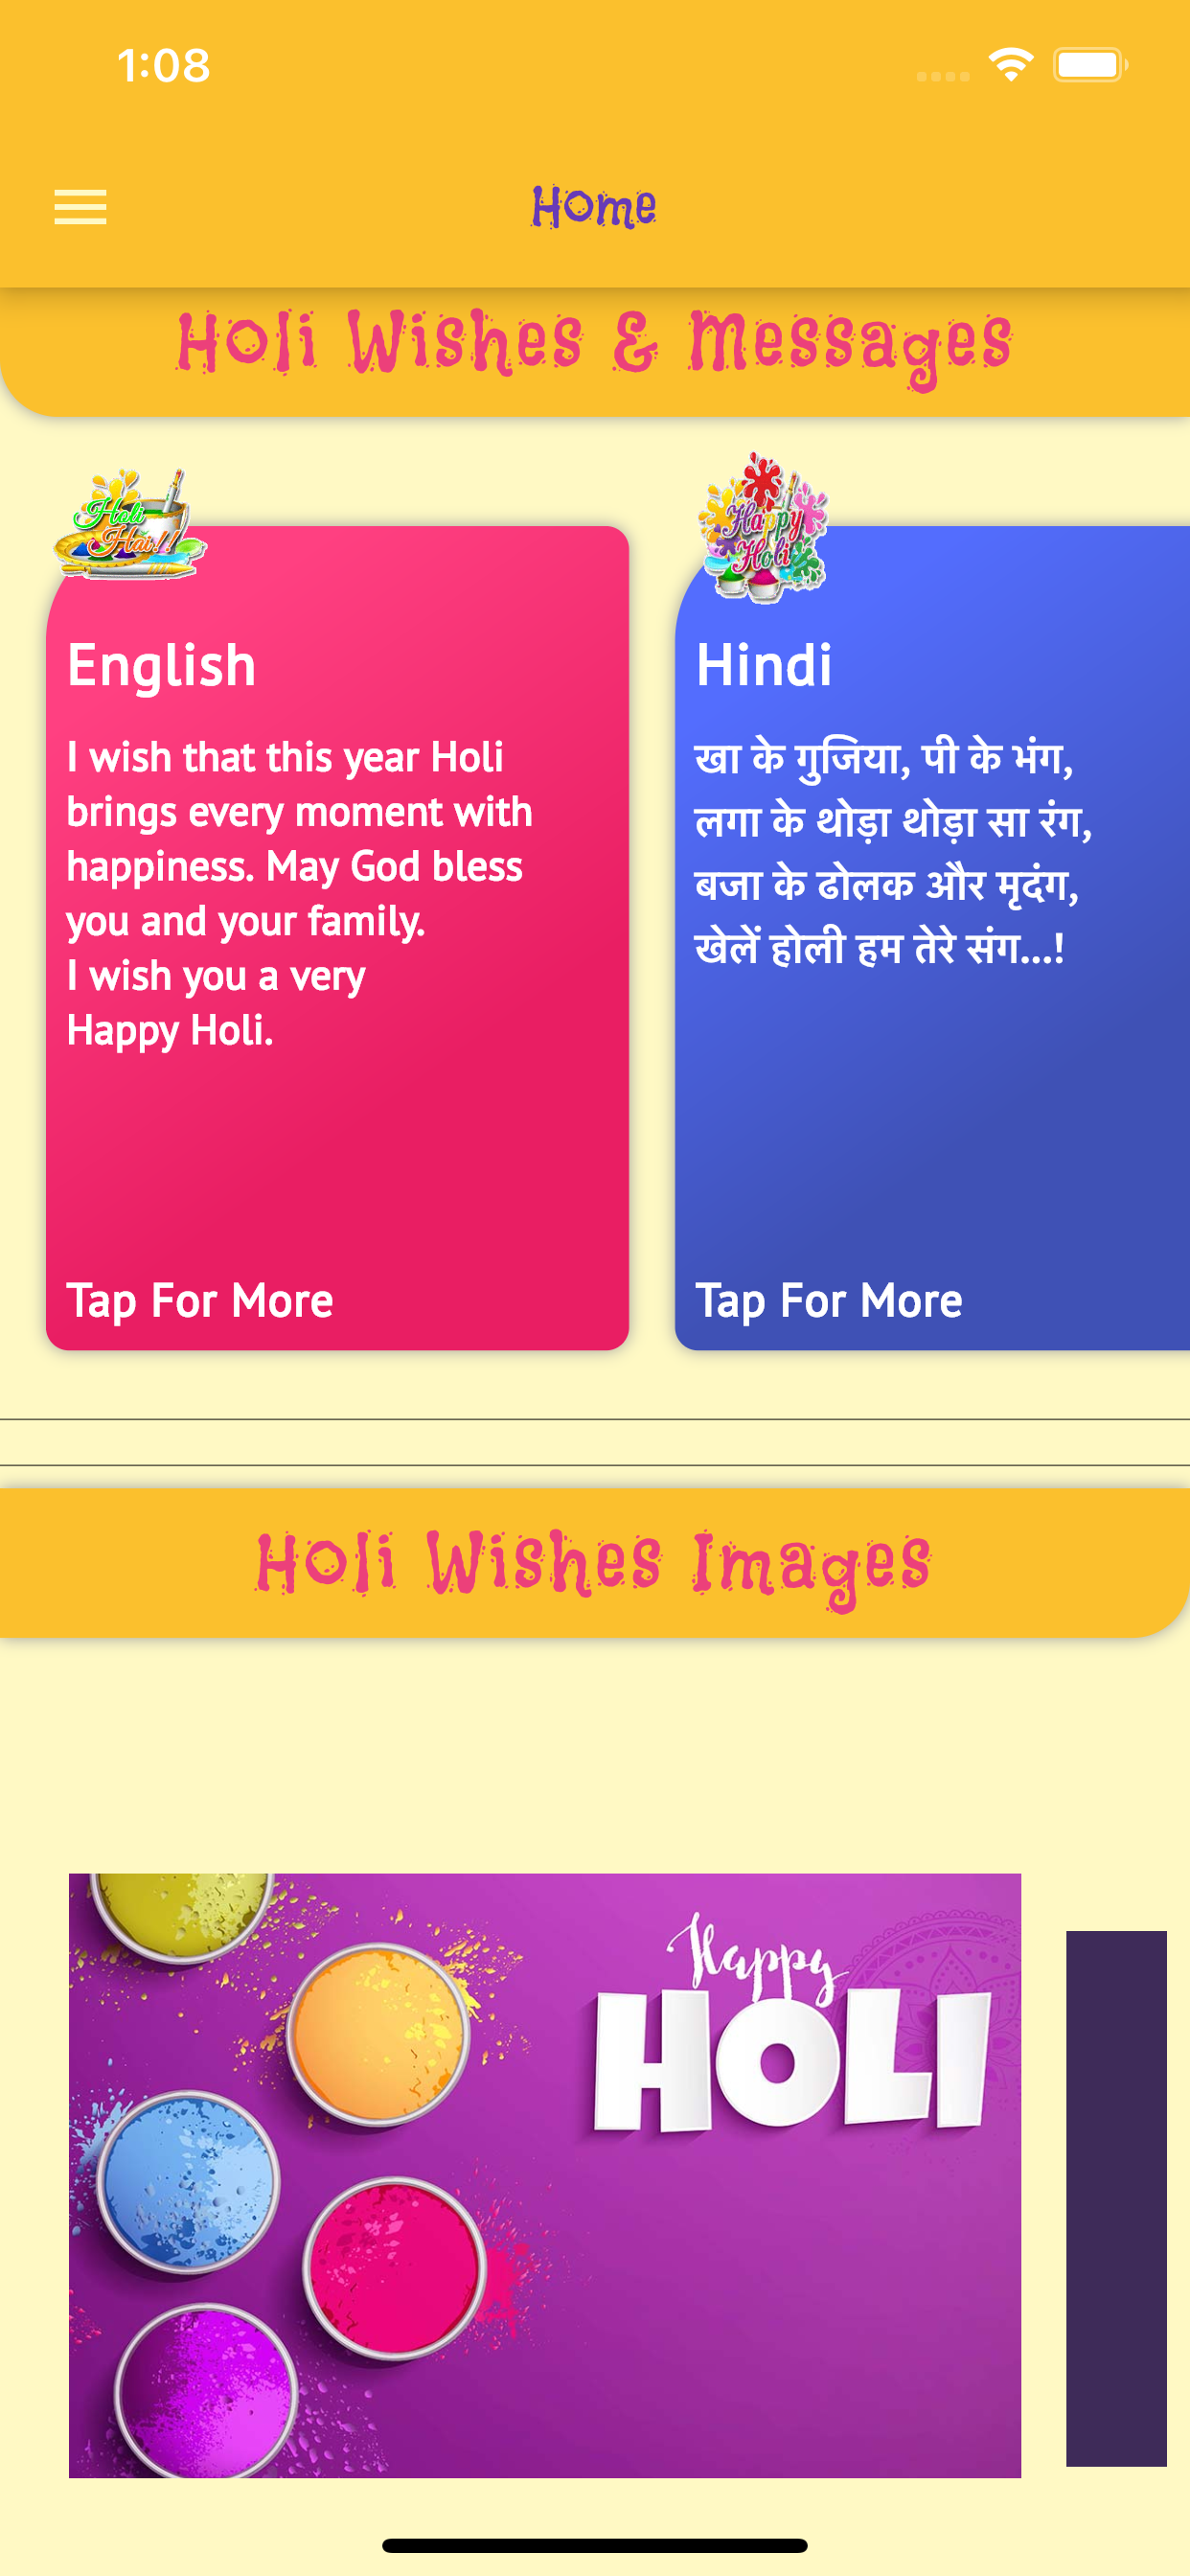 1:08
Home
Holi Wishes & Messages
Holi
Hai!!
English
I wish that this year Holi
brings every moment with
happiness. May God bless
you and your family.
I wish you a very
Happy Holi.
Tap For More
Happy
Holi
Hindi
खा के गुजिया, पी के भंग,
लगा के थोड़ा थोड़ा सा रंग,
बजा के ढोलक और मृदंग,
खेलें होली हम तेरे संग...!
Tap For More
Holi Wishes Images
Happy
HOLI